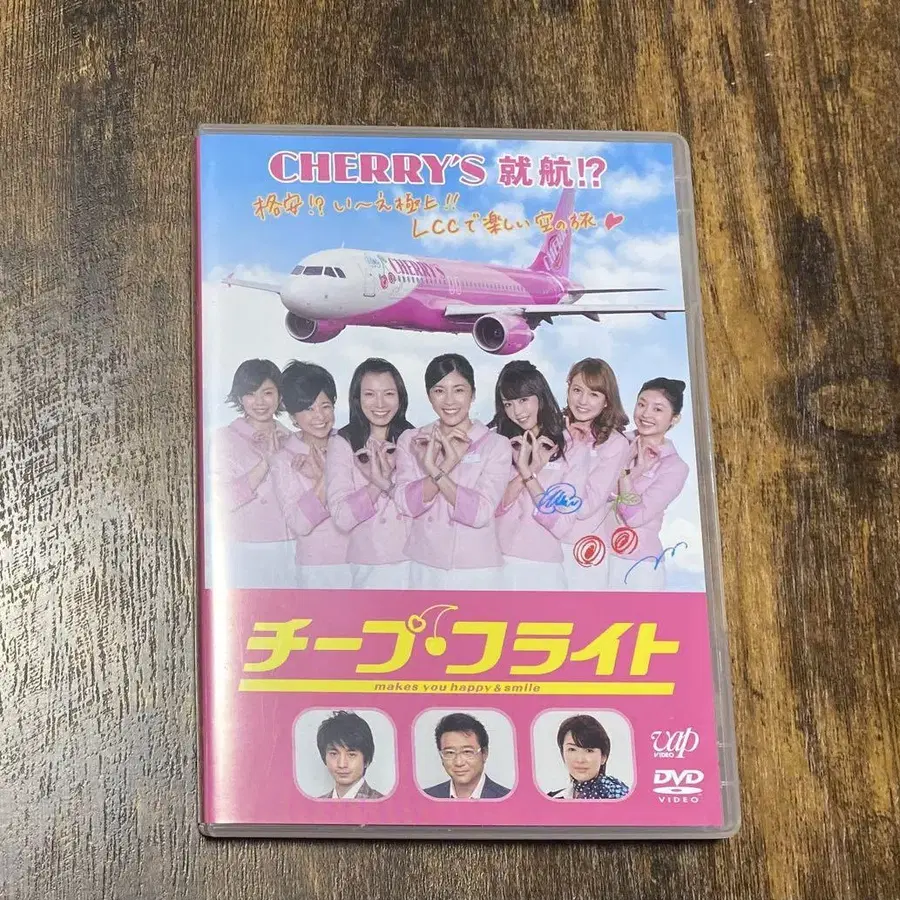 CHERRY'S 就航!?
格安!? い〜え極上!!
LCCで楽しい空の旅♥
CHERRY'S
チープ・フライト
makes you happy & smile
vap
VIDEO
DVD
VIDEO